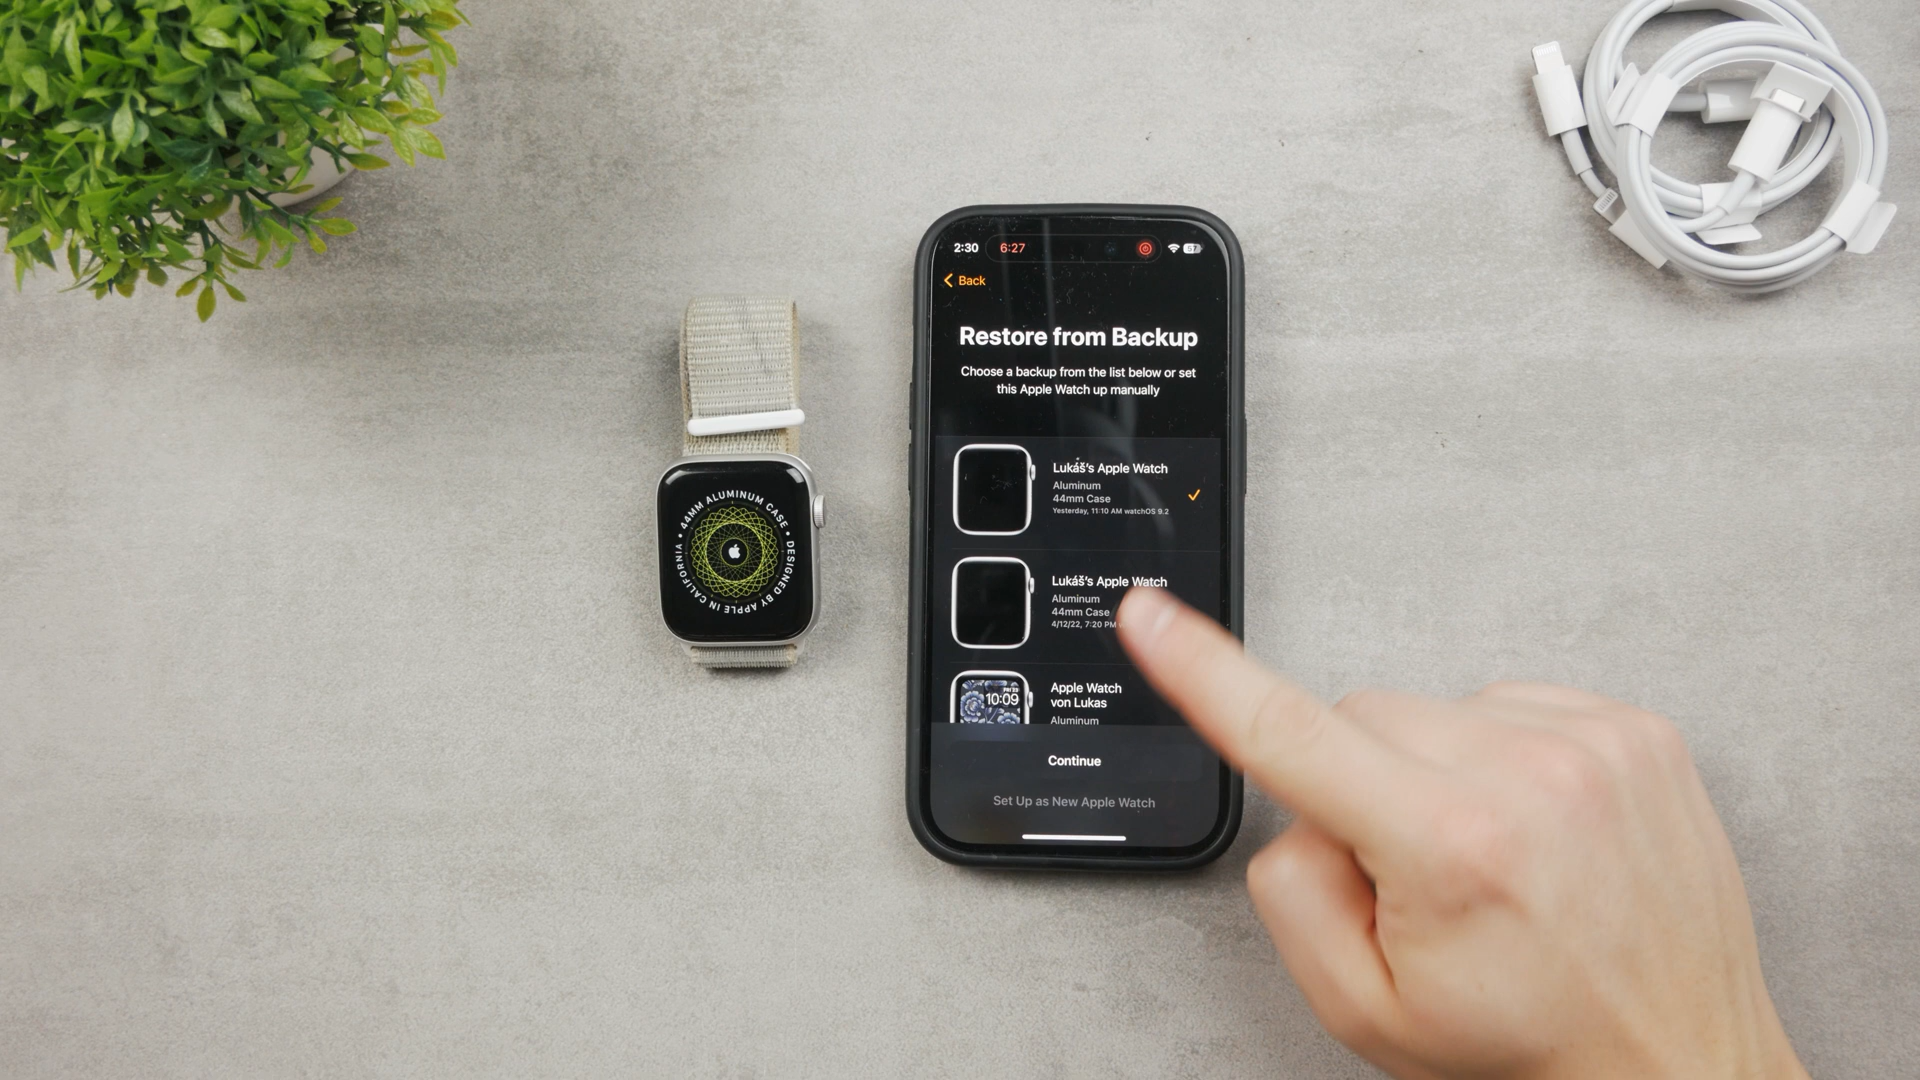 44MM ALUMINUM CASE • DESIGNED BY APPLE IN CALIFORNIA •
2:30 6:27 57
Back
Restore from Backup
Choose a backup from the list below or set
this Apple Watch up manually
Lukáš's Apple Watch
Aluminum
44mm Case
Yesterday, 11:10 AM watchOS 9.2
Lukáš's Apple Watch
Aluminum
44mm Case
4/12/22, 7:20 PM
10:09
Apple Watch
von Lukas
Aluminum
Continue
Set Up as New Apple Watch